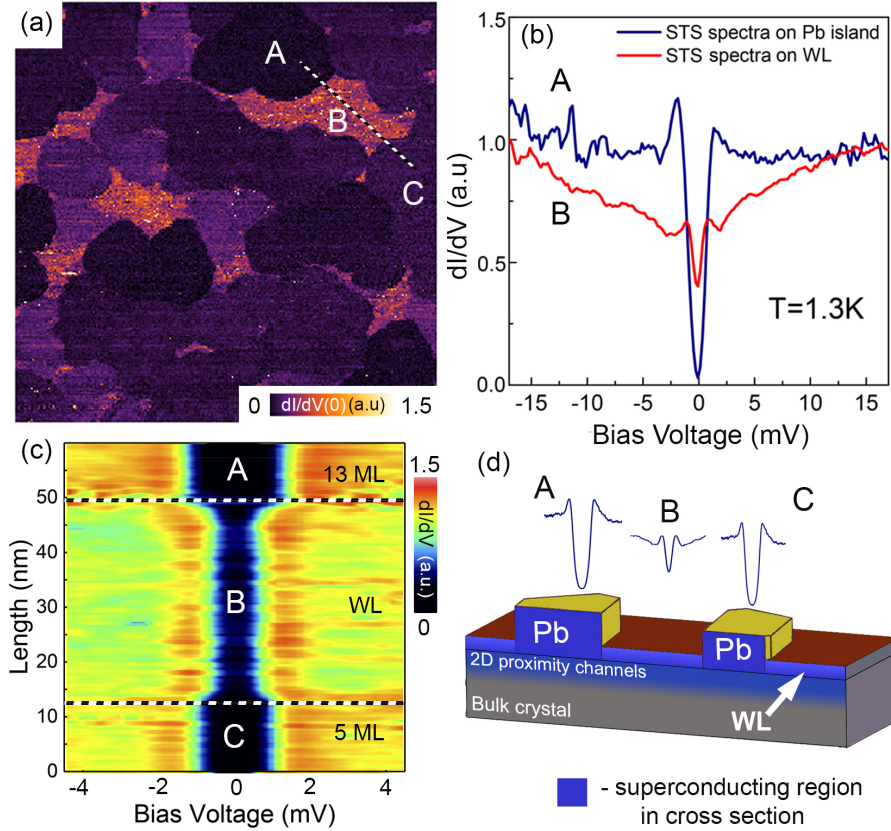 (a)
A
B
C
0 dI/dV(0) (a.u) 1.5
(b)
STS spectra on Pb island
STS spectra on WL
A
B
T=1.3K
dI/dV (a.u)
1.5
1.0
0.5
0.0
-15 -10 -5 0 5 10 15
Bias Voltage (mV)
(c)
A
13 ML
B
WL
C
5 ML
Length (nm)
50
40
30
20
10
0
-4 -2 0 2 4
Bias Voltage (mV)
1.5
dI/dV (a.u.)
0
(d)
A
B
C
Pb
Pb
2D proximity channels
Bulk crystal
WL
- superconducting region
in cross section